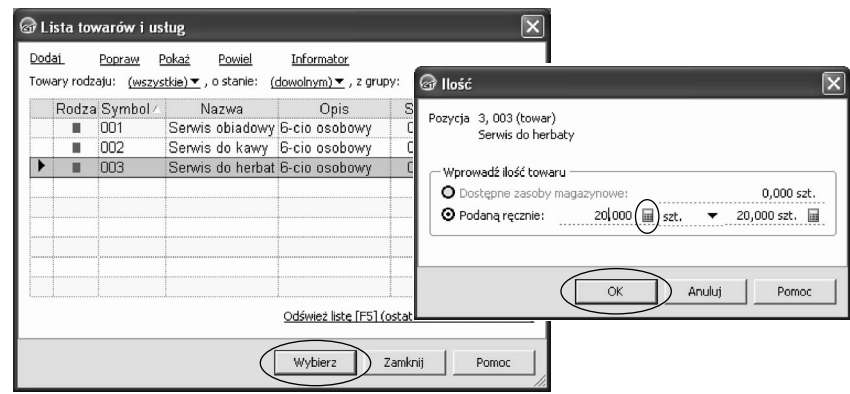 Lista towarów i usług
Dodaj Popraw Pokaż Powiel Informator
Towary rodzaju: (wszystkie) , o stanie: (dowolnym) , z grupy:
Rodza Symbol Nazwa Opis S
001 Serwis obiadowy 6-cio osobowy
002 Serwis do kawy 6-cio osobowy
003 Serwis do herbat 6-cio osobowy
Odśwież listę [F5] (ostat
Wybierz Zamknij Pomoc
Ilość
Pozycja 3, 003 (towar)
Serwis do herbaty
Wprowadź ilość towaru
Dostępne zasoby magazynowe: 0,000 szt.
Podaną ręcznie: 20,000 szt. 20,000 szt.
OK Anuluj Pomoc